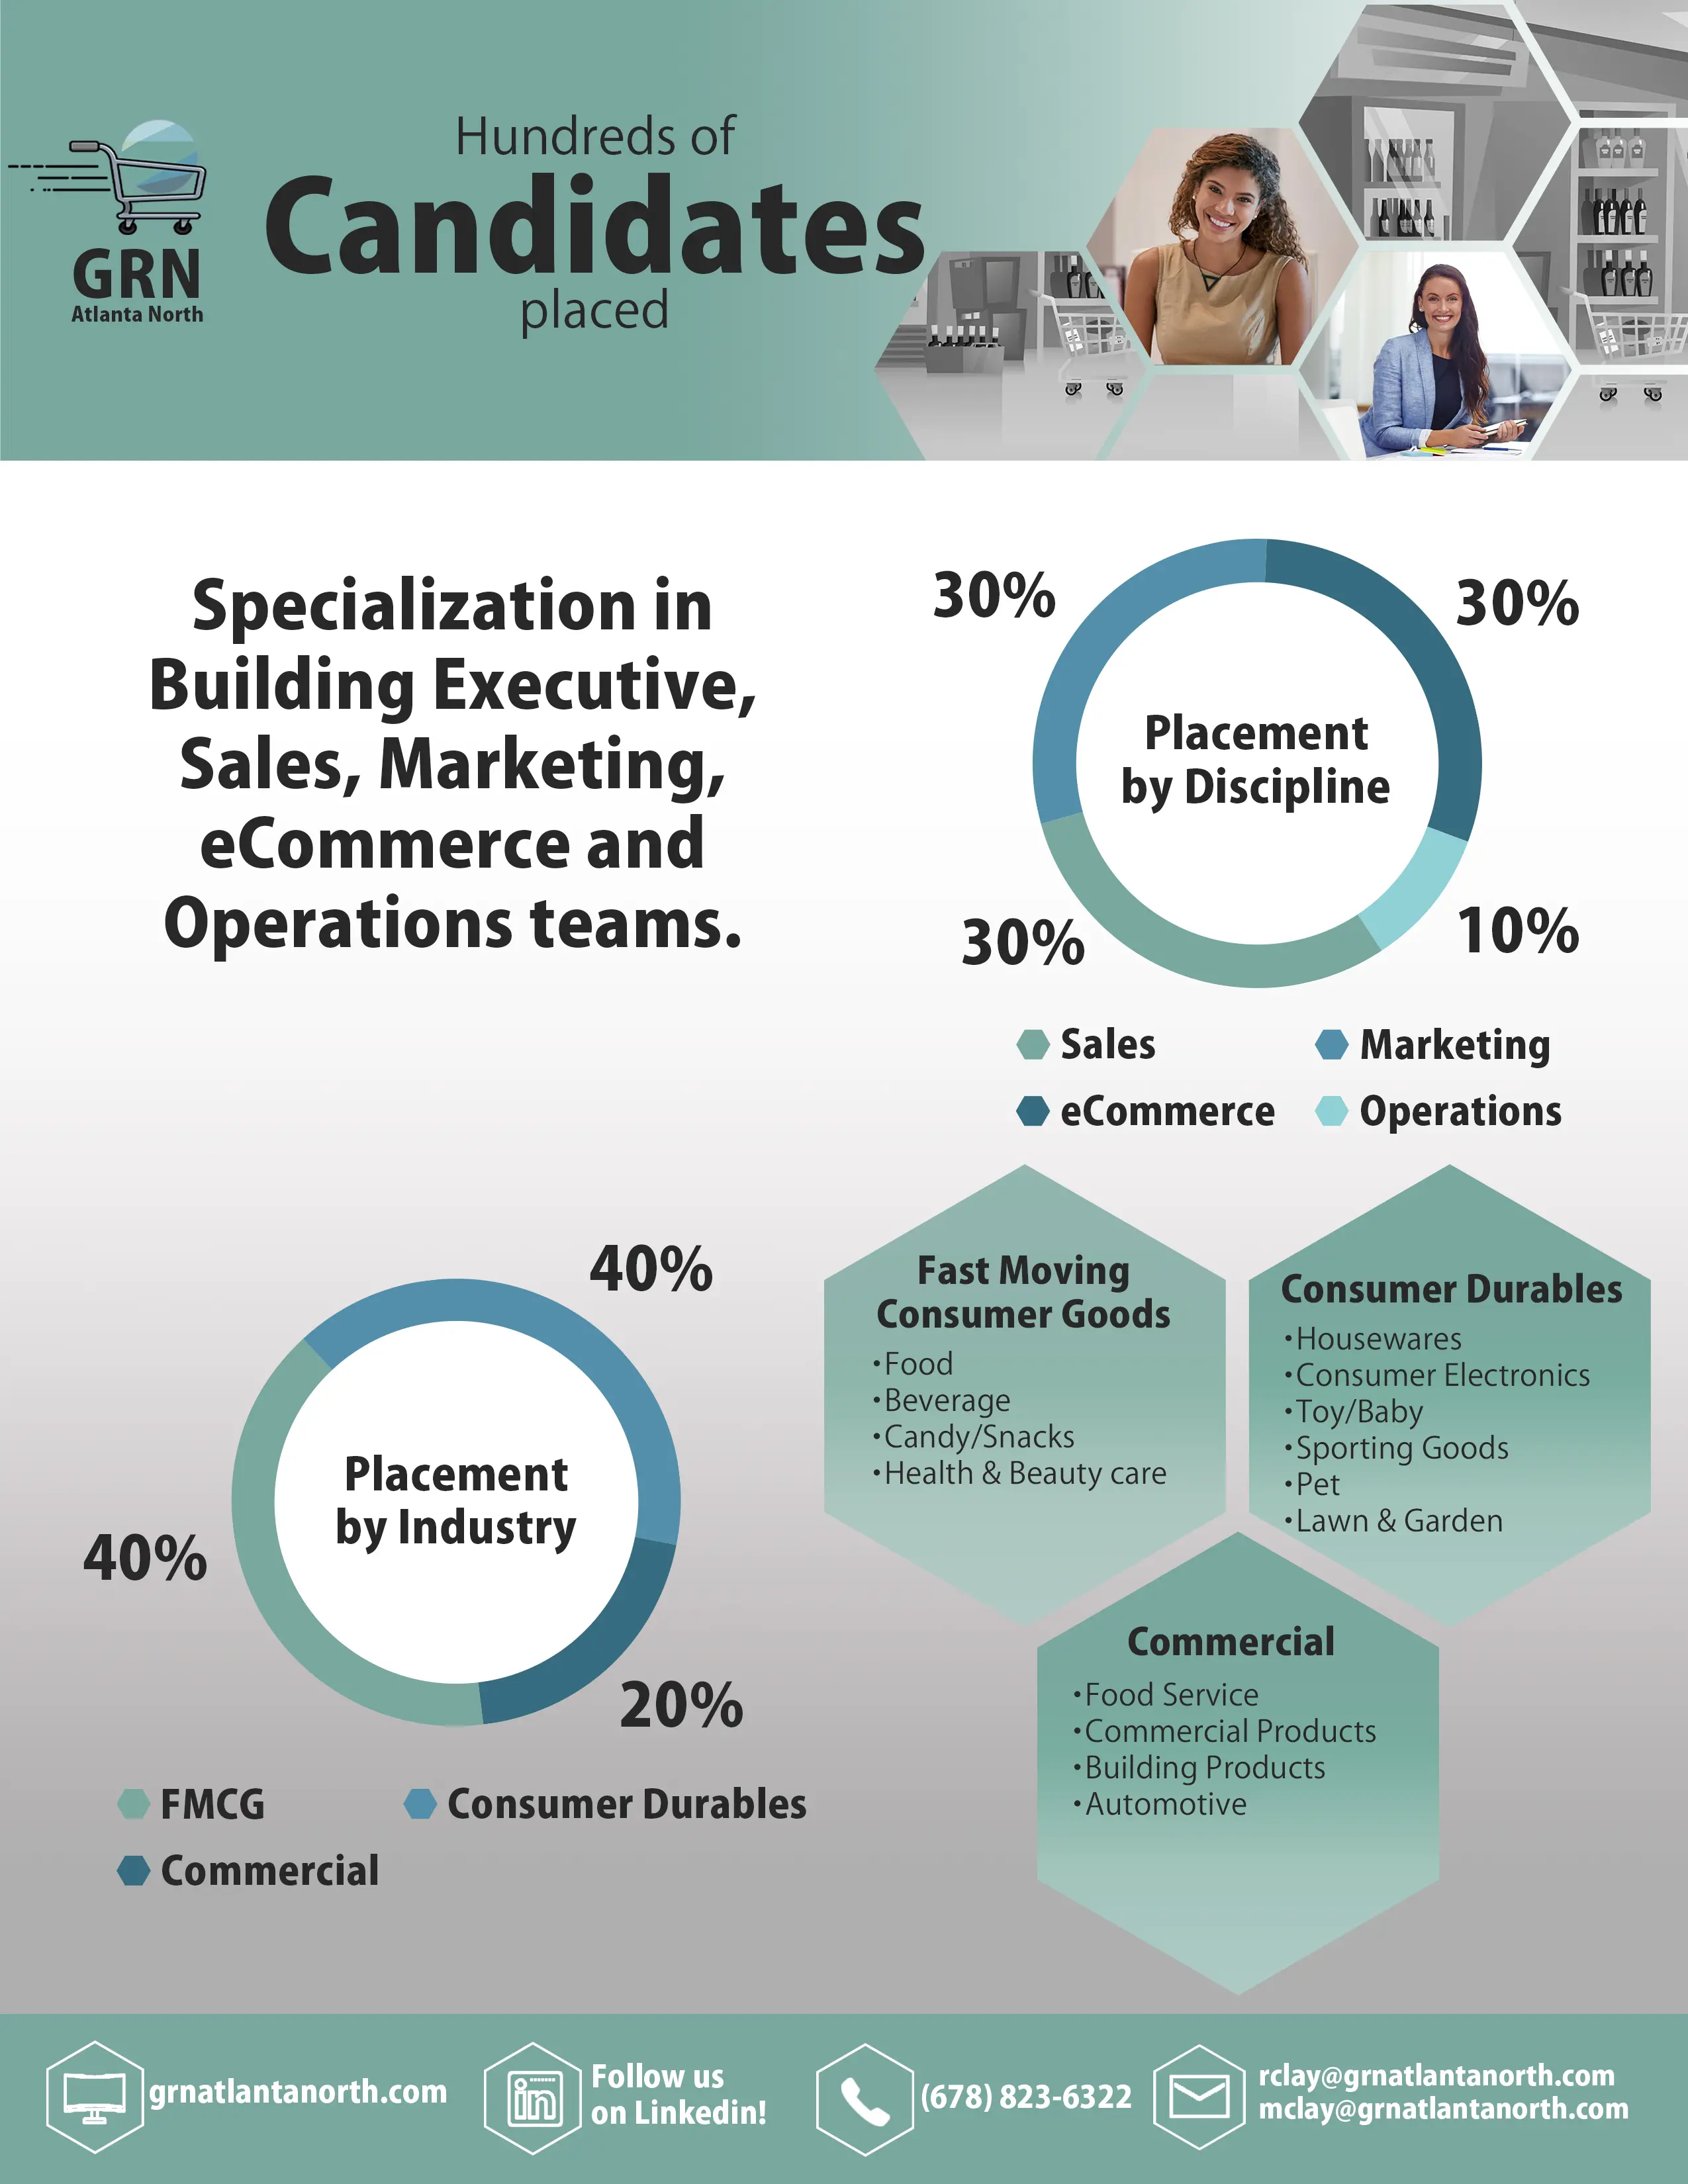 GRN
Atlanta North
Hundreds of
Candidates
placed
Specialization in
Building Executive,
Sales, Marketing,
eCommerce and
Operations teams.
30%
30%
Placement
by Discipline
30%
10%
Sales
Marketing
eCommerce
Operations
40%
Placement
by Industry
40%
20%
FMCG
Consumer Durables
Commercial
Fast Moving
Consumer Goods
•Food
•Beverage
•Candy/Snacks
•Health & Beauty care
Consumer Durables
•Housewares
•Consumer Electronics
•Toy/Baby
•Sporting Goods
•Pet
•Lawn & Garden
Commercial
•Food Service
•Commercial Products
•Building Products
•Automotive
grnatlantanorth.com
in
Follow us
on Linkedin!
(678) 823-6322
rclay@grnatlantanorth.com
mclay@grnatlantanorth.com